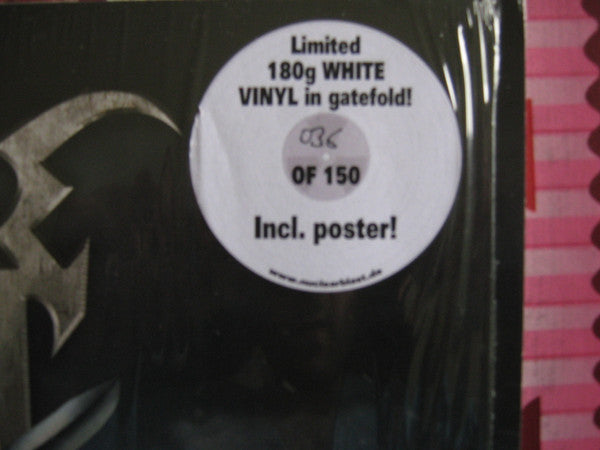 Limited
180g WHITE
VINYL in gatefold!
036
OF 150
Incl. poster!
www.nuclearblast.de